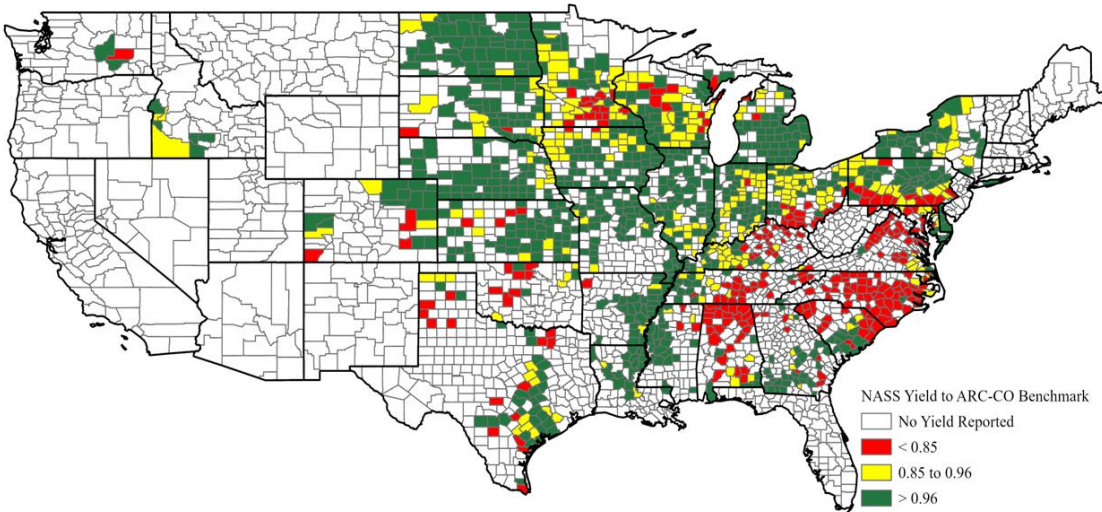 NASS Yield to ARC-CO Benchmark
No Yield Reported
< 0.85
0.85 to 0.96
> 0.96